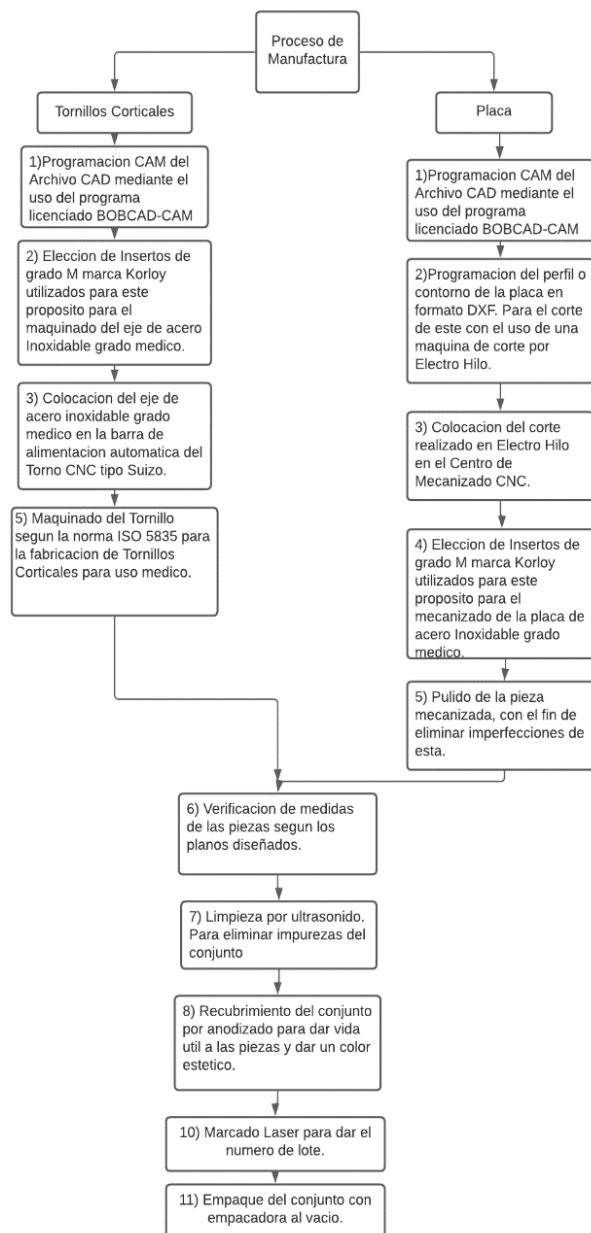 Proceso de
Manufactura
Tornillos Corticales
1)Programacion CAM del
Archivo CAD mediante el
uso del programa
licenciado BOBCAD-CAM
2) Eleccion de Insertos de
grado M marca Korloy
utilizados para este
proposito para el
maquinado del eje de acero
Inoxidable grado medico.
3) Colocacion del eje de
acero inoxidable grado
medico en la barra de
alimentacion automatica del
Torno CNC tipo Suizo.
5) Maquinado del Tornillo
segun la norma ISO 5835 para
la fabricacion de Tornillos
Corticales para uso medico.
Placa
1)Programacion CAM del
Archivo CAD mediante el
uso del programa
licenciado BOBCAD-CAM
2)Programacion del perfil o
contorno de la placa en
formato DXF. Para el corte
de este con el uso de una
maquina de corte por
Electro Hilo.
3) Colocacion del corte
realizado en Electro Hilo
en el Centro de
Mecanizado CNC.
4) Eleccion de Insertos de
grado M marca Korloy
utilizados para este
proposito para el
mecanizado de la placa de
acero Inoxidable grado
medico.
5) Pulido de la pieza
mecanizada, con el fin de
eliminar imperfecciones de
esta.
6) Verificacion de medidas
de las piezas segun los
planos diseñados.
7) Limpieza por ultrasonido.
Para eliminar impurezas del
conjunto
8) Recubrimiento del conjunto
por anodizado para dar vida
util a las piezas y dar un color
estetico.
10) Marcado Laser para dar el
numero de lote.
11) Empaque del conjunto con
empacadora al vacio.